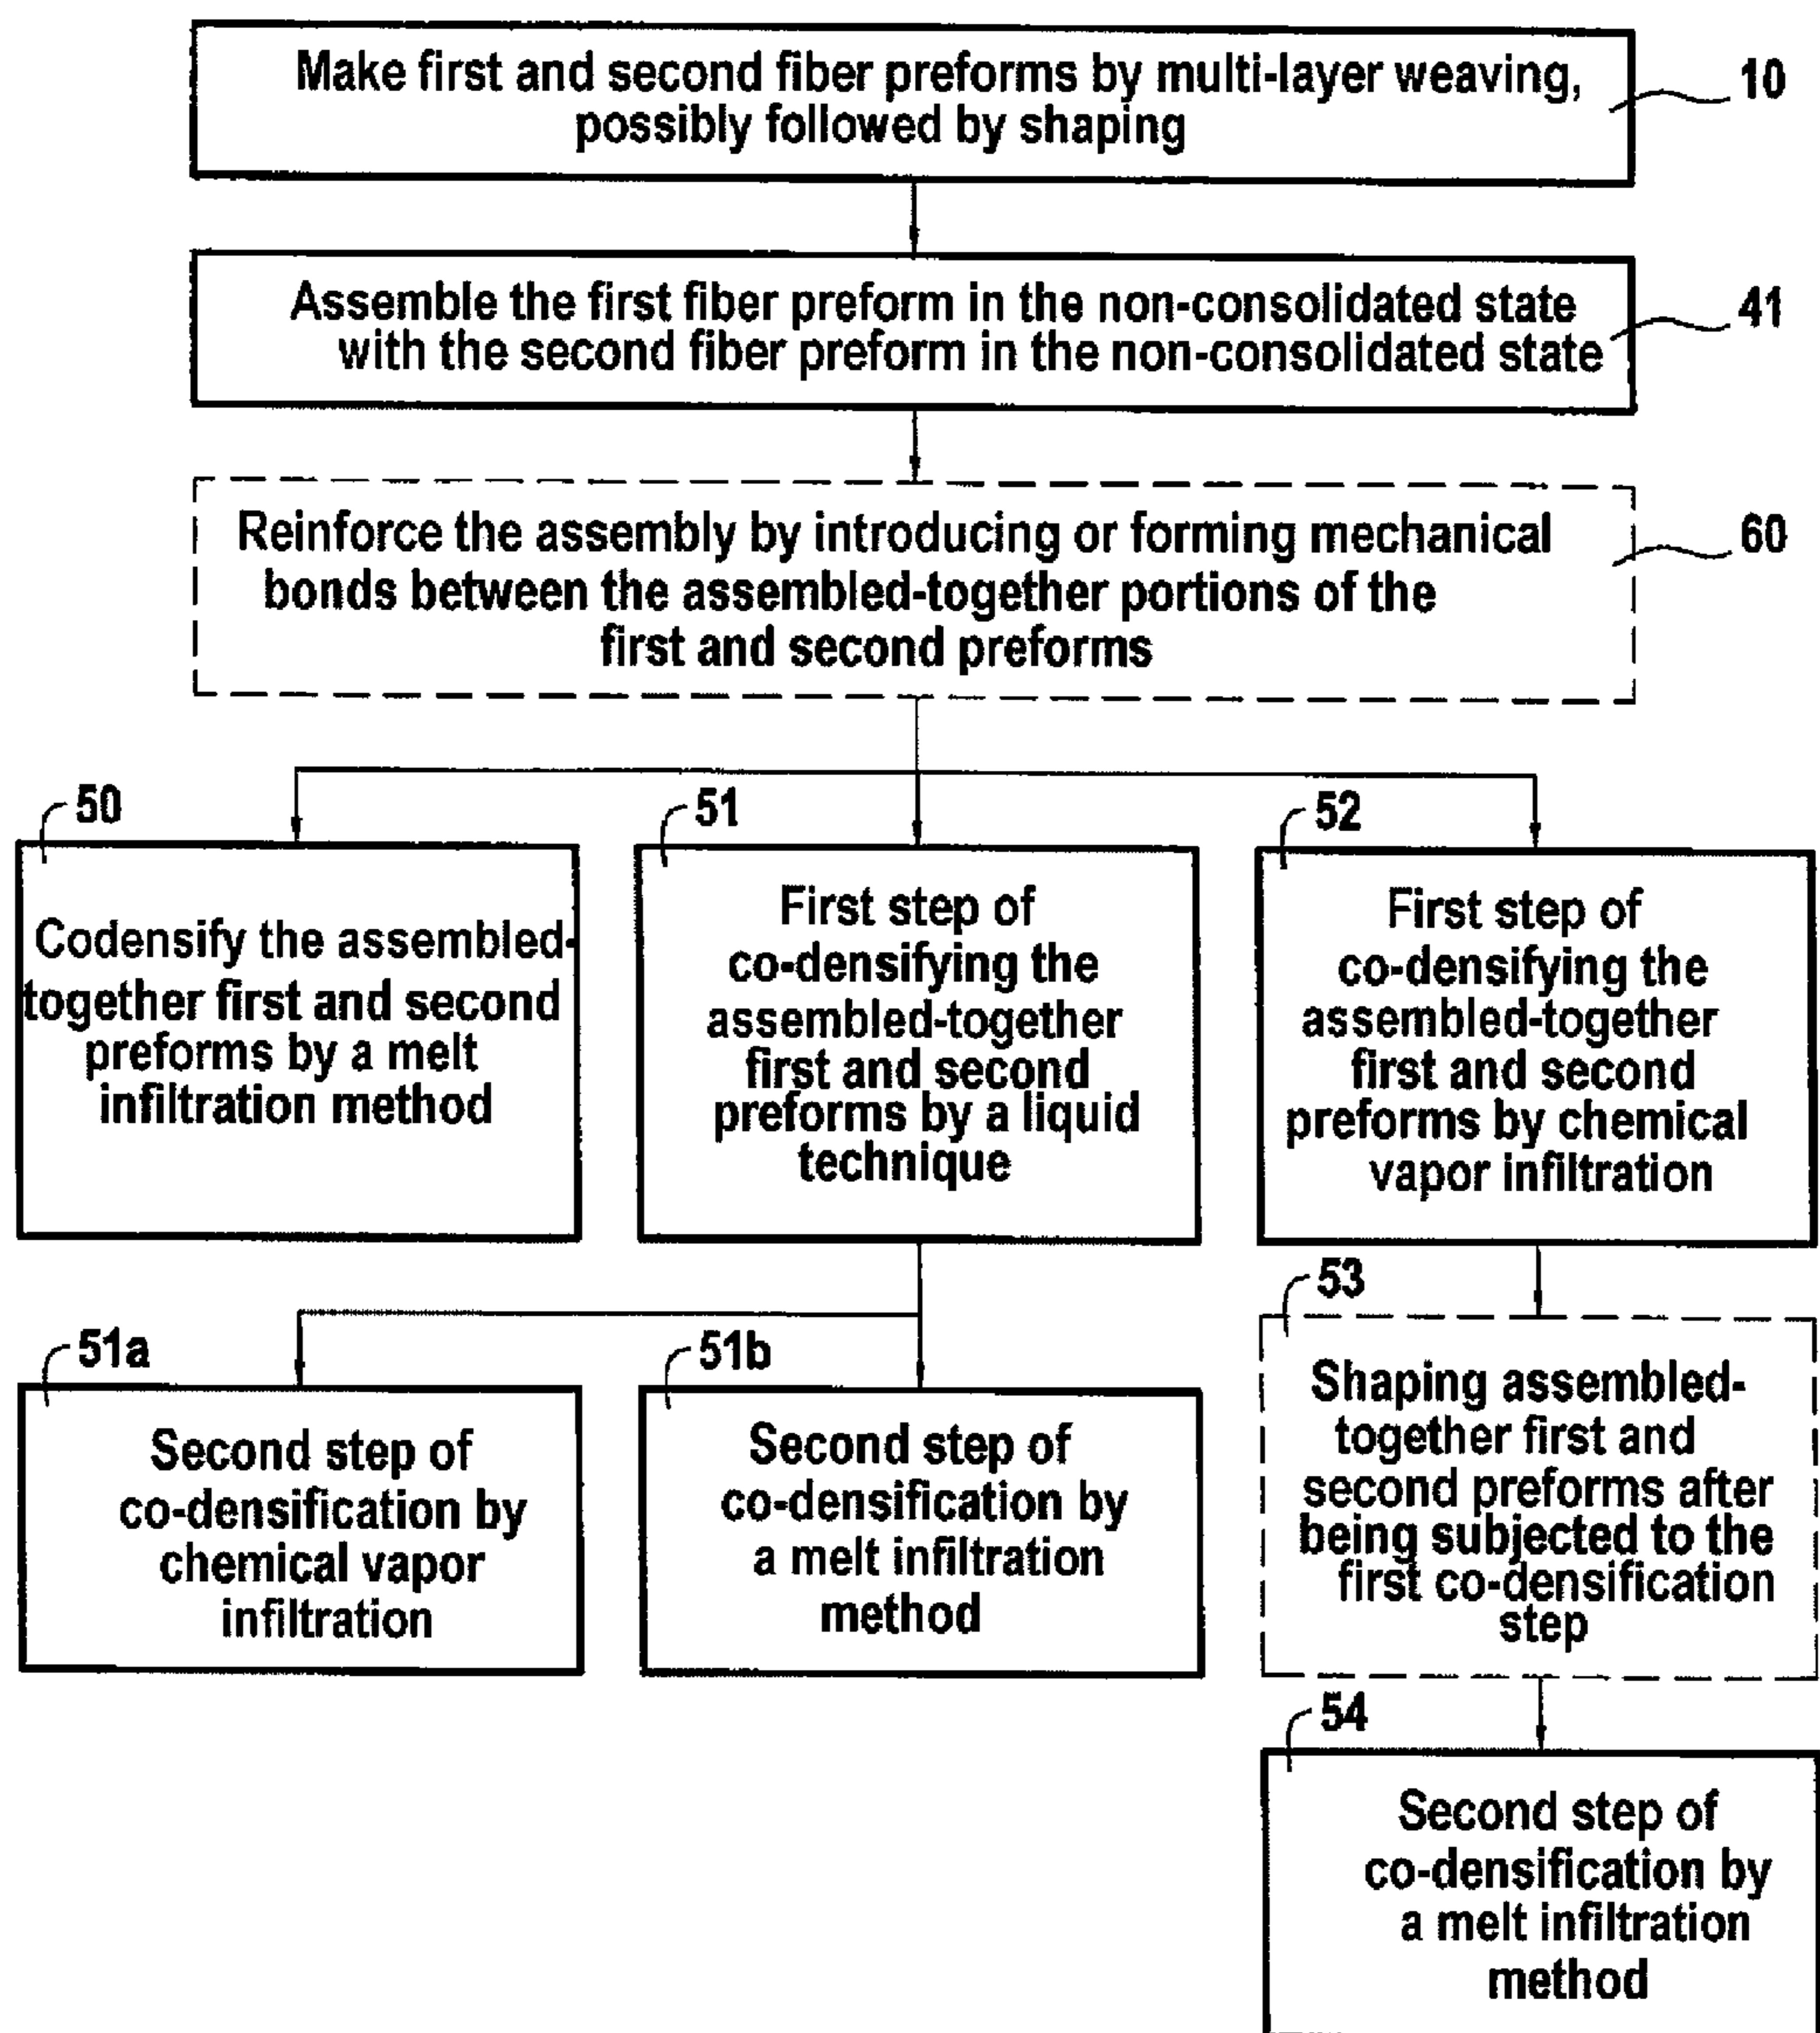 Make first and second fiber preforms by multi-layer weaving,
possibly followed by shaping
10
Assemble the first fiber preform in the non-consolidated state
with the second fiber preform in the non-consolidated state
41
Reinforce the assembly by introducing or forming mechanical
bonds between the assembled-together portions of the
first and second preforms
60
50
Codensify the assembled-
together first and second
preforms by a melt
infiltration method
51
First step of
co-densifying the
assembled-together
first and second
preforms by a liquid
technique
52
First step of
co-densifying the
assembled-together
first and second
preforms by chemical
vapor infiltration
51a
Second step of
co-densification by
chemical vapor
infiltration
51b
Second step of
co-densification by
a melt infiltration
method
53
Shaping assembled-
together first and
second preforms after
being subjected to the
first co-densification
step
54
Second step of
co-densification by
a melt infiltration
method